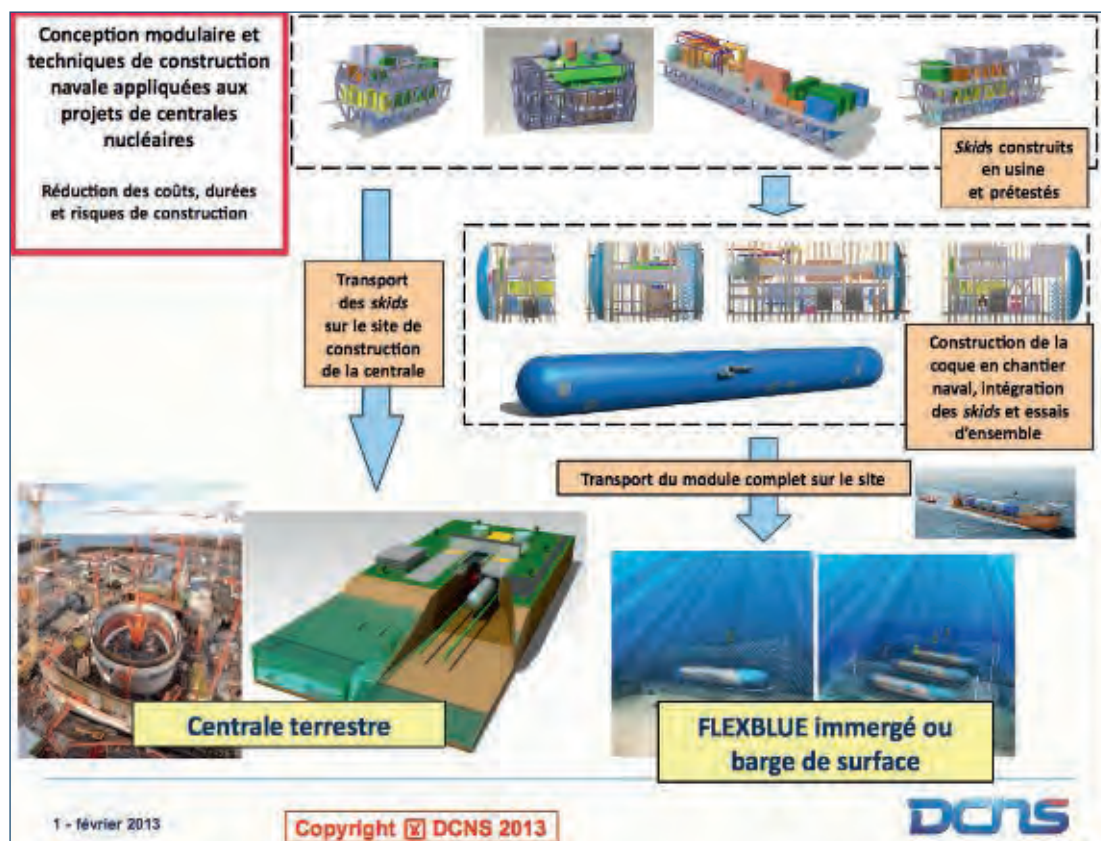 Conception modulaire et
techniques de construction
navale appliquées aux
projets de centrales
nucléaires
Réduction des coûts, durées
et risques de construction
Skids construits
en usine
et prétestés
Transport
des skids
sur le site de
construction
de la centrale
Construction de la
coque en chantier
naval, intégration
des skids et essais
d'ensemble
Transport du module complet sur le site
Centrale terrestre
FLEXBLUE immergé ou
barge de surface
1 - février 2013
Copyright DCNS 2013
DCNS